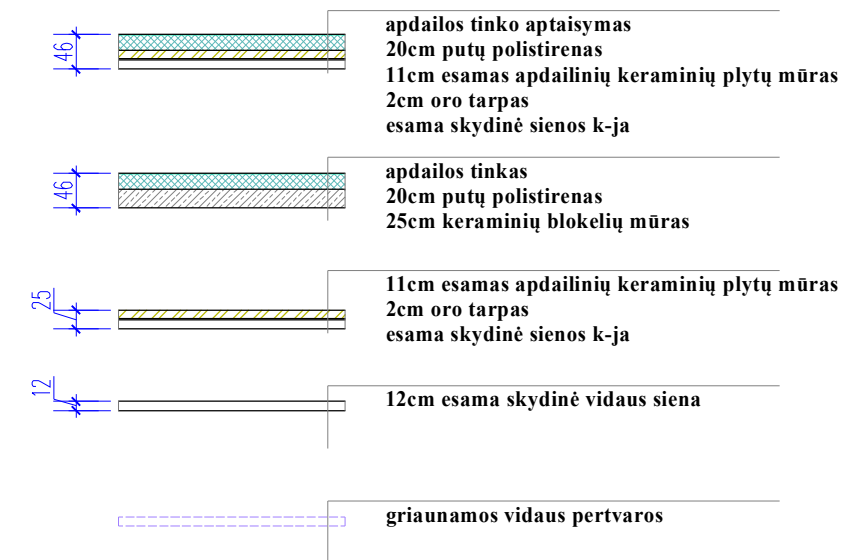 46
apdailos tinko aptaisymas
20cm putų polistirenas
11cm esamas apdailinių keraminių plytų mūras
2cm oro tarpas
esama skydinė sienos k-ja
46
apdailos tinkas
20cm putų polistirenas
25cm keraminių blokelių mūras
25
11cm esamas apdailinių keraminių plytų mūras
2cm oro tarpas
esama skydinė sienos k-ja
12
12cm esama skydinė vidaus siena
griaunamos vidaus pertvaros